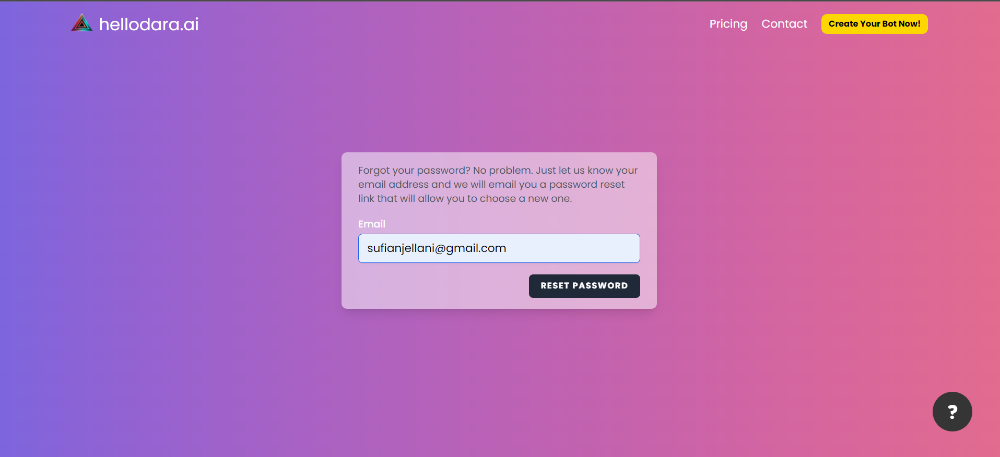 hellodara.ai
Pricing
Contact
Create Your Bot Now!
Forgot your password? No problem. Just let us know your
email address and we will email you a password reset
link that will allow you to choose a new one.
Email
sufianjellani@gmail.com
RESET PASSWORD
?